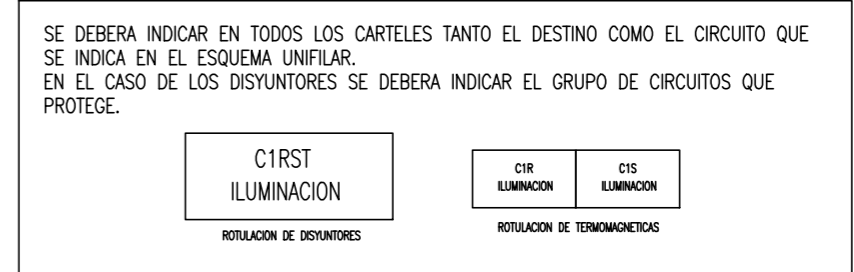 SE DEBERA INDICAR EN TODOS LOS CARTELES TANTO EL DESTINO COMO EL CIRCUITO QUE
SE INDICA EN EL ESQUEMA UNIFILAR.
EN EL CASO DE LOS DISYUNTORES SE DEBERA INDICAR EL GRUPO DE CIRCUITOS QUE
PROTEGE.
C1RST
ILUMINACION
ROTULACION DE DISYUNTORES
C1R
ILUMINACION
C1S
ILUMINACION
ROTULACION DE TERMOMAGNETICAS